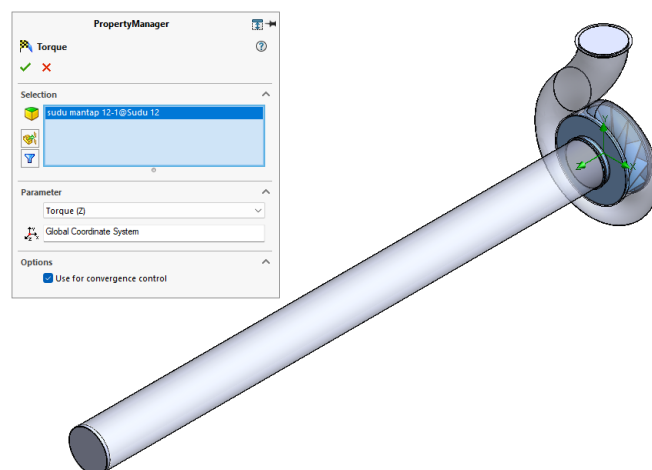 PropertyManager
Torque
Selection
sudu mantap 12-1@Sudu 12
Parameter
Torque (Z)
Global Coordinate System
Options
Use for convergence control
Y
Z
X